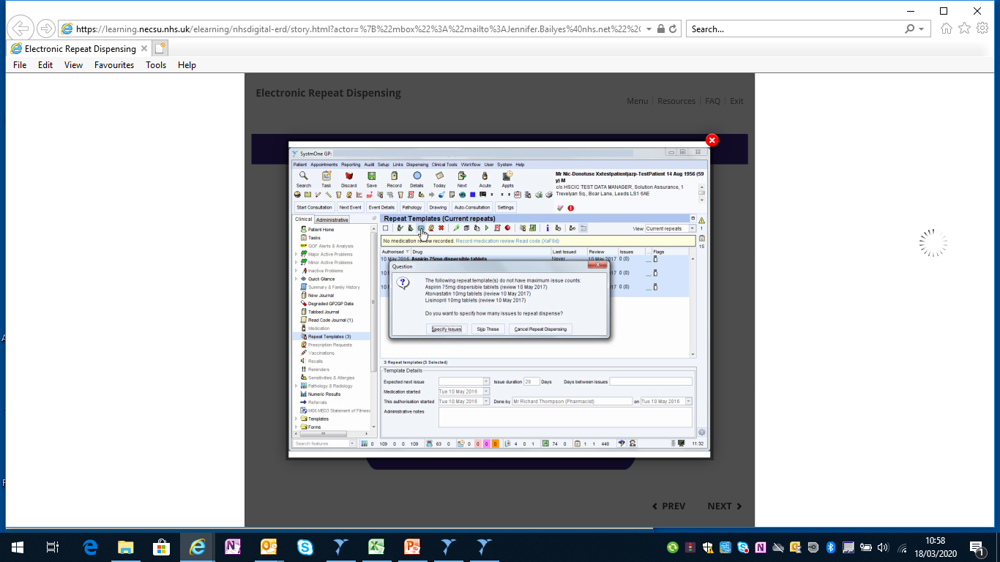 https://learning.necsu.nhs.uk/elearning/nhsdigital-erd/story.html?actor=%7B%22mbox%22%3A%22mailto%3AJennifer.Bailyes%40nhs.net%22%2
Search...
Electronic Repeat Dispensing
File Edit View Favourites Tools Help
Electronic Repeat Dispensing
Menu | Resources | FAQ | Exit
SystmOne GP:
Patient Appointments Reporting Audit Setup Links Dispensing Clinical Tools Workflow User System Help
Search Task Discard Save Record Details Today Next Acute Appts
Mr Nic-Donotuse Xxtestpatientjazp-TestPatient 14 Aug 1956 (59
y) M
c/o HSCIC TEST DATA MANAGER, Solution Assurance, 1
Trevelyan Sq., Boar Lane, Leeds LS1 6AE
Start Consultation Next Event Event Details Pathology Drawing Auto-Consultation Settings
Clinical Administrative
Patient Home
Tasks
OOF Alerts & Analysis
Major Active Problems
Minor Active Problems
Inactive Problems
Quick Glance
Summary & Family History
New Journal
Degraded GP2GP Data
Tabbed Journal
Read Code Journal (1)
Medication
Repeat Templates (3)
Prescription Requests
Vaccinations
Recalls
Reminders
Sensitivities & Allergies
Pathology & Radiology
Numeric Results
Referrals
M06 MED3 Statement of Fitness
Templates
Forms
Search features
Repeat Templates (Current repeats)
View Current repeats
1
15
No medication review recorded. Record medication review Read code (XaF8d)
Authorised Drug Last Issued Review Issues ... Flags
10 May 2016 Aspirin 75mg dispersible tablets Never 10 May 2017 0 (0)
10 2017 0 (0)
10 2017 0 (0)
Question
The following repeat template(s) do not have maximum issue counts:
Aspirin 75mg dispersible tablets (review 10 May 2017)
Atorvastatin 10mg tablets (review 10 May 2017)
Lisinopril 10mg tablets (review 10 May 2017)
Do you want to specify how many issues to repeat dispense?
Specify Issues Skip These Cancel Repeat Dispensing
3 Repeat templates (3 Selected)
Template Details
Expected next issue Issue duration 28 Days Days between issues
Medication started Tue 10 May 2016
This authorisation started Tue 10 May 2016 Done by Mr Richard Thompson (Pharmacist) on Tue 10 May 2016
Administrative notes
0 109 0 0 109 63 0 0 0 0 0 4 0 1 74 0 1 1 448 11:32
PREV NEXT
10:58
18/03/2020
1